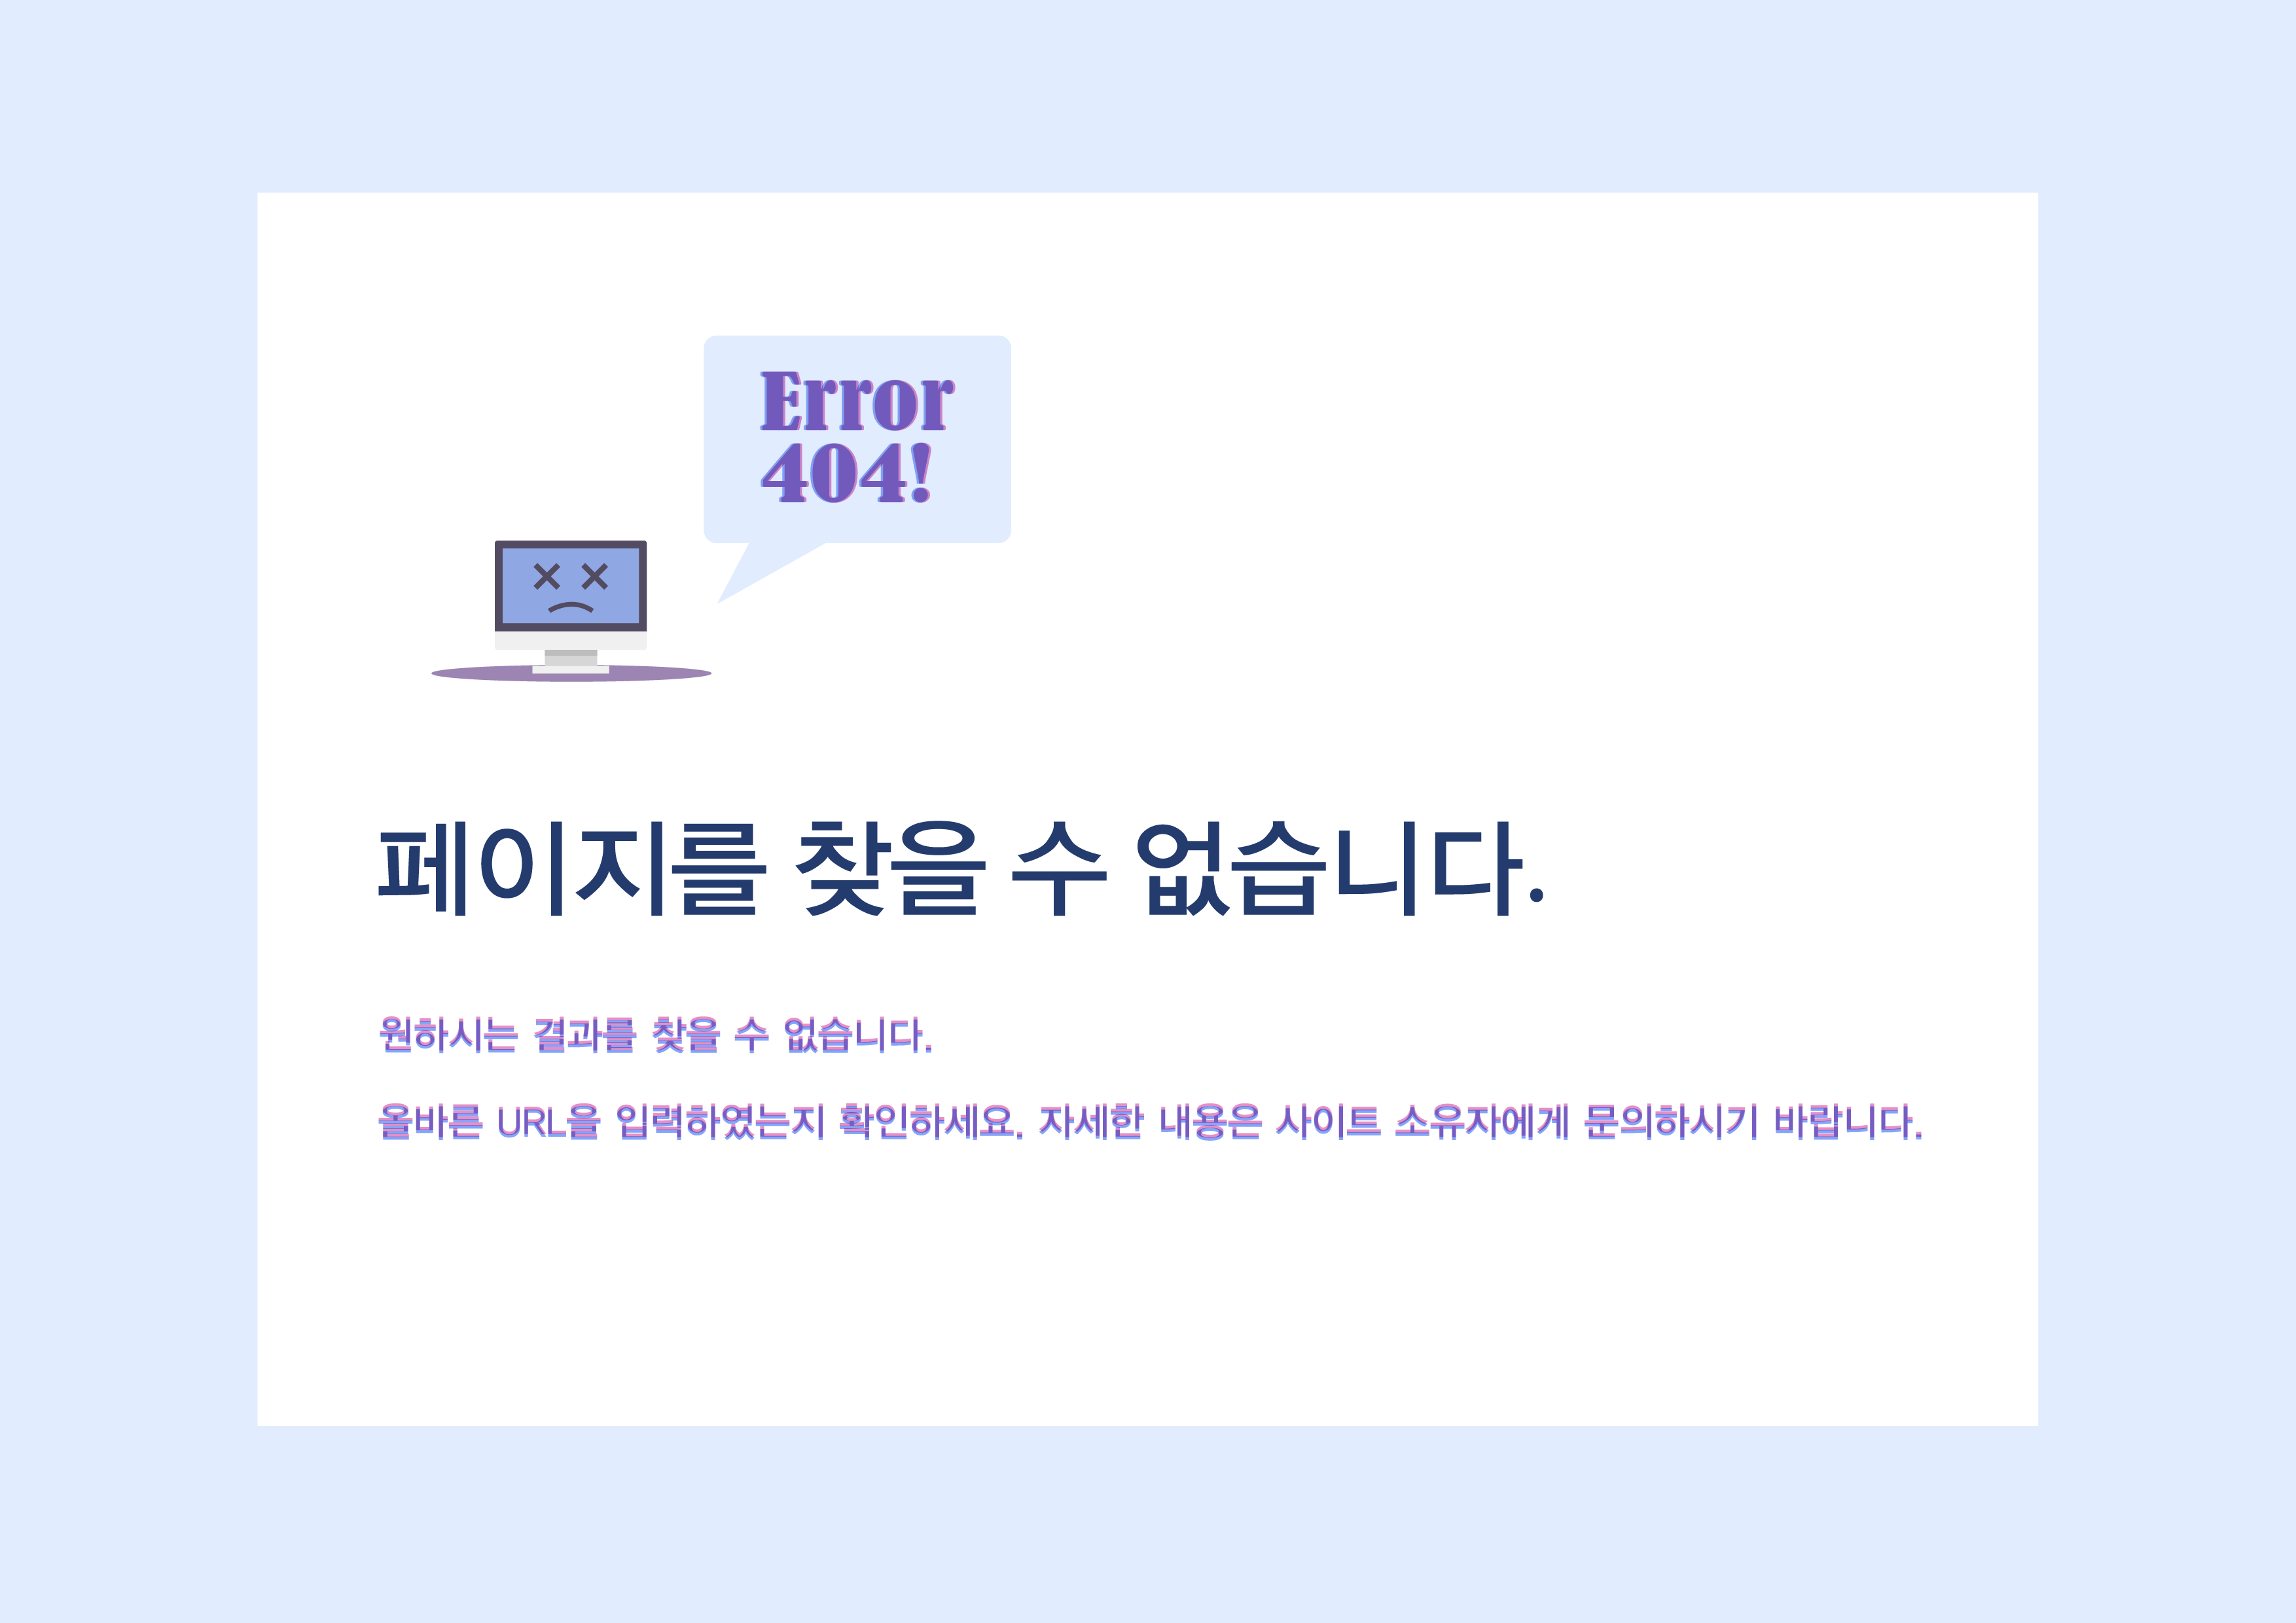 Error
404!
페이지를 찾을 수 없습니다.
원하시는 결과를 찾을 수 없습니다.
올바른 URL을 입력하였는지 확인하세요. 자세한 내용은 사이트 소유자에게 문의하시기 바랍니다.